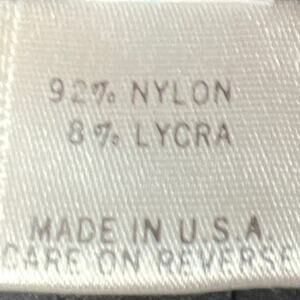 92% NYLON
8% LYCRA
MADE IN U.S.A.
CARE ON REVERSE